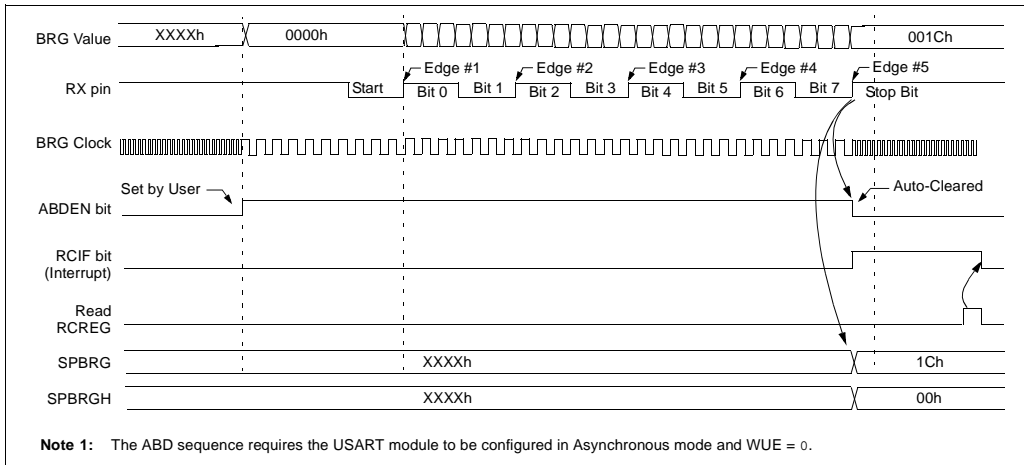 BRG Value XXXXh 0000h 001Ch
Edge #1 Edge #2 Edge #3 Edge #4 Edge #5
RX pin Start Bit 0 Bit 1 Bit 2 Bit 3 Bit 4 Bit 5 Bit 6 Bit 7 Stop Bit
BRG Clock
Set by User Auto-Cleared
ABDEN bit
RCIF bit
(Interrupt)
Read
RCREG
SPBRG XXXXh 1Ch
SPBRGH XXXXh 00h
Note 1: The ABD sequence requires the USART module to be configured in Asynchronous mode and WUE = 0.